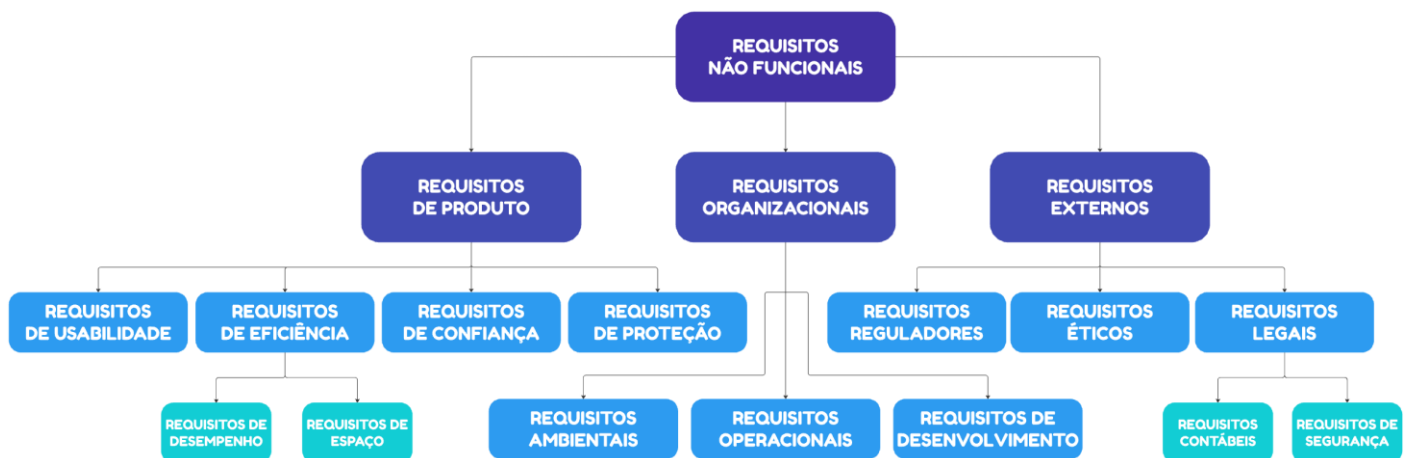 REQUISITOS
NÃO FUNCIONAIS
REQUISITOS
DE PRODUTO
REQUISITOS
ORGANIZACIONAIS
REQUISITOS
EXTERNOS
REQUISITOS
DE USABILIDADE
REQUISITOS
DE EFICIÊNCIA
REQUISITOS
DE CONFIANÇA
REQUISITOS
DE PROTEÇÃO
REQUISITOS
REGULADORES
REQUISITOS
ÉTICOS
REQUISITOS
LEGAIS
REQUISITOS DE
DESEMPENHO
REQUISITOS DE
ESPAÇO
REQUISITOS
AMBIENTAIS
REQUISITOS
OPERACIONAIS
REQUISITOS DE
DESENVOLVIMENTO
REQUISITOS
CONTÁBEIS
REQUISITOS DE
SEGURANÇA